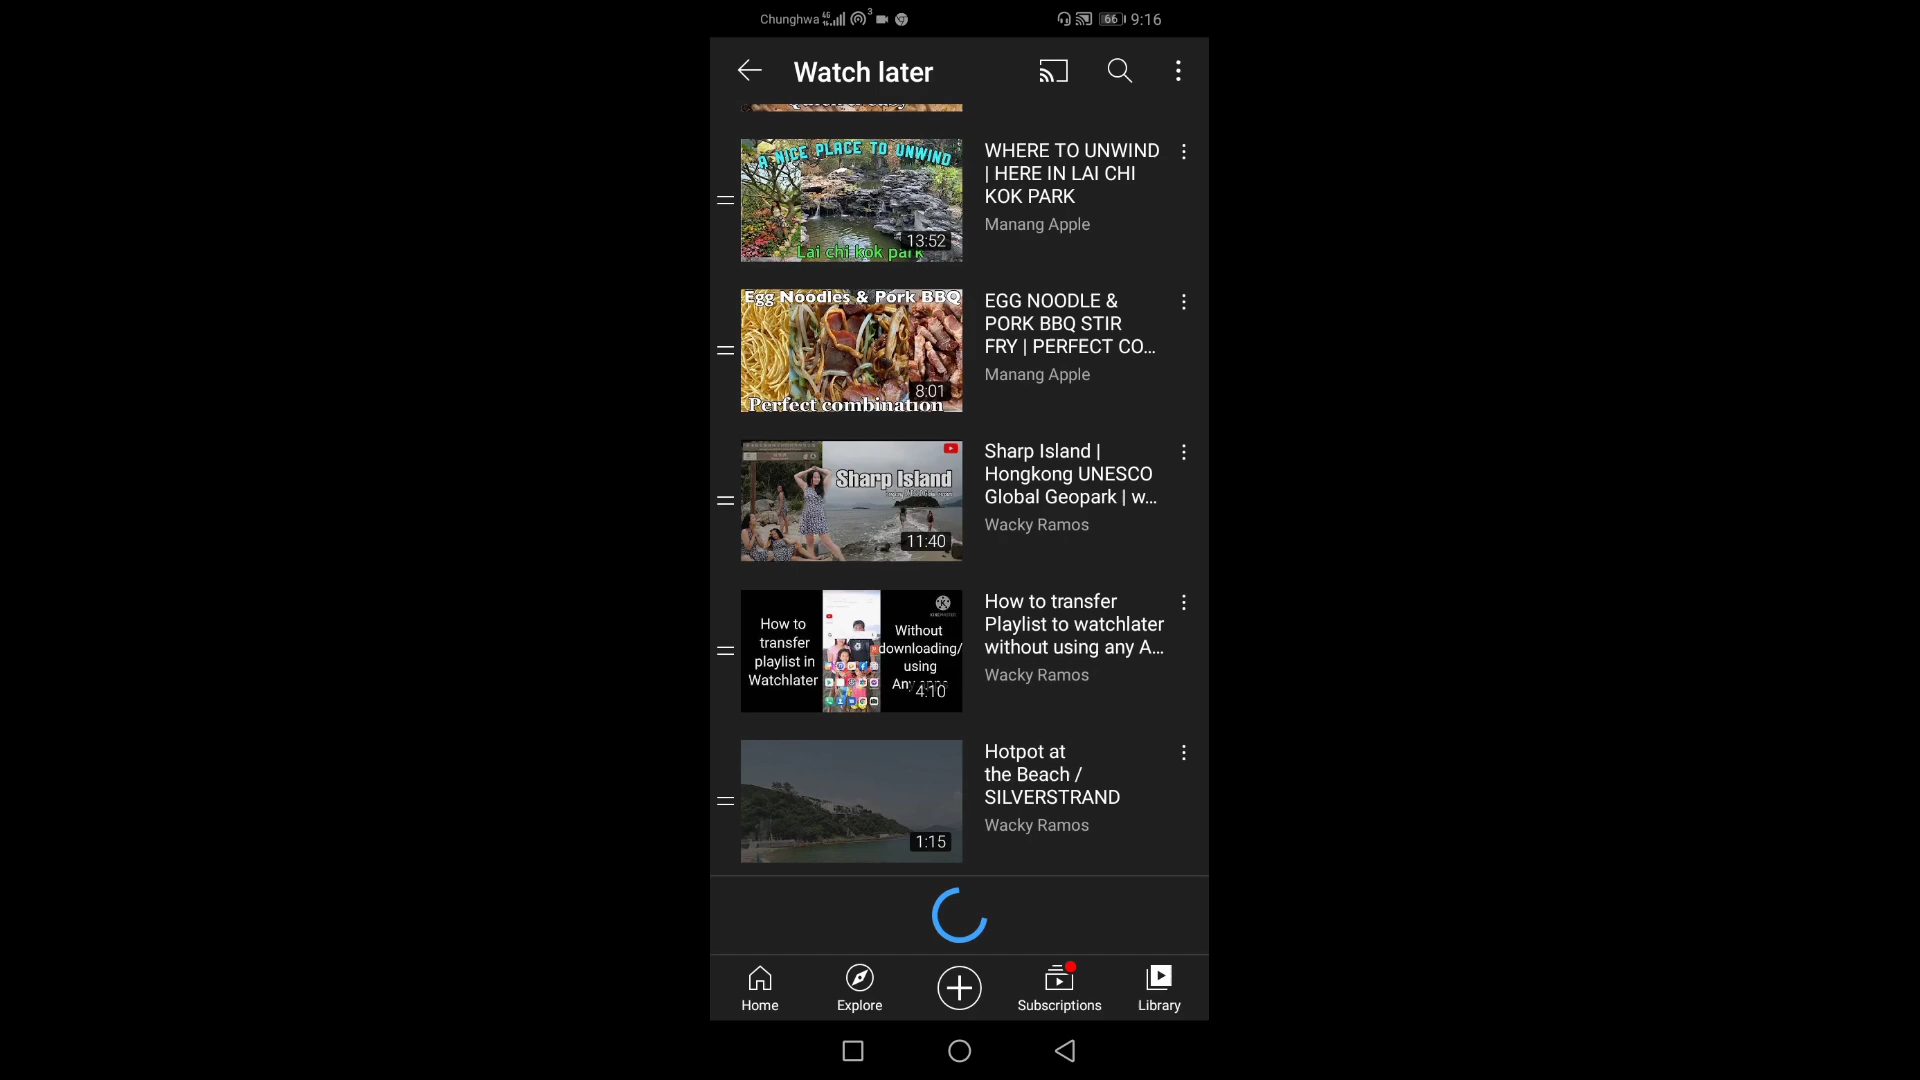 Chunghwa 4G 3 66 9:16
Watch later
A NICE PLACE TO UNWIND
13:52
Lai chi kok park
WHERE TO UNWIND
| HERE IN LAI CHI
KOK PARK
Manang Apple
Egg Noodles & Pork BBQ
8:01
Perfect combination
EGG NOODLE &
PORK BBQ STIR
FRY | PERFECT CO...
Manang Apple
Sharp Island
11:40
Sharp Island |
Hongkong UNESCO
Global Geopark | w...
Wacky Ramos
How to
transfer
playlist in
Watchlater
Without
downloading/
using
Any apps
4:10
How to transfer
Playlist to watchlater
without using any A...
Wacky Ramos
1:15
Hotpot at
the Beach /
SILVERSTRAND
Wacky Ramos
Home
Explore
Subscriptions
Library